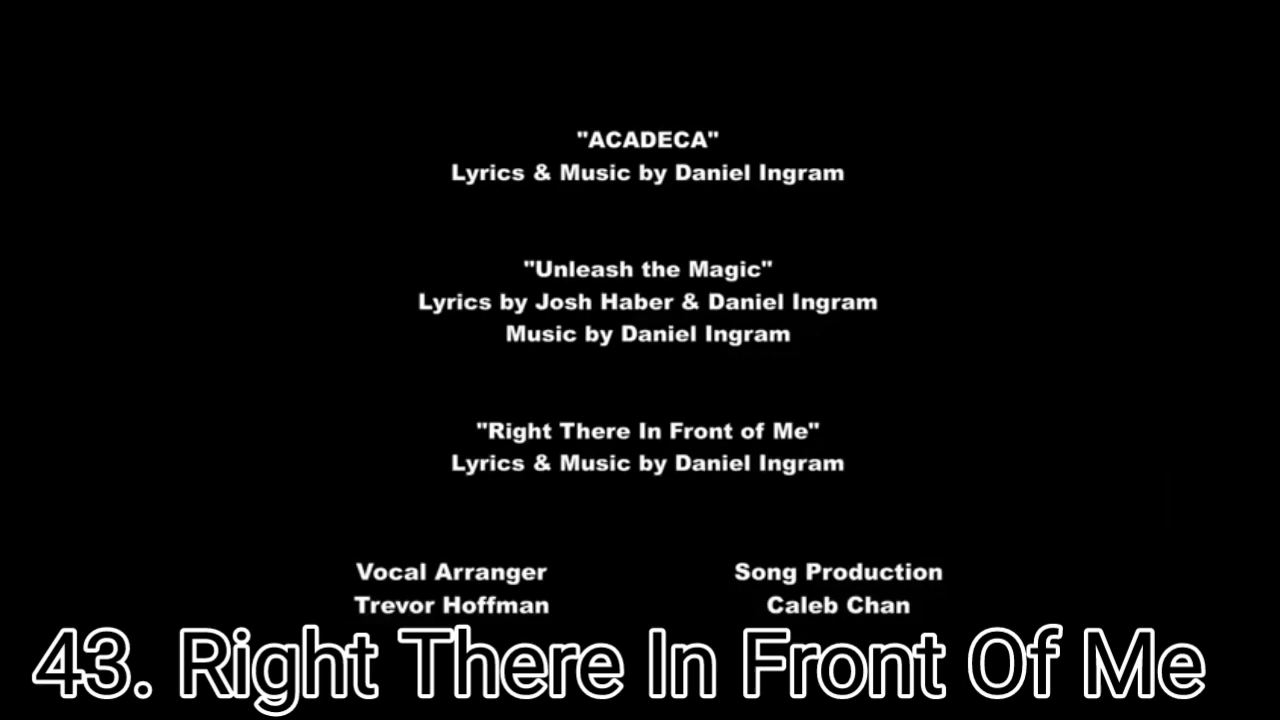 "ACADECA"
Lyrics & Music by Daniel Ingram
"Unleash the Magic"
Lyrics by Josh Haber & Daniel Ingram
Music by Daniel Ingram
"Right There In Front of Me"
Lyrics & Music by Daniel Ingram
Vocal Arranger
Trevor Hoffman
Song Production
Caleb Chan
43. Right There In Front Of Me